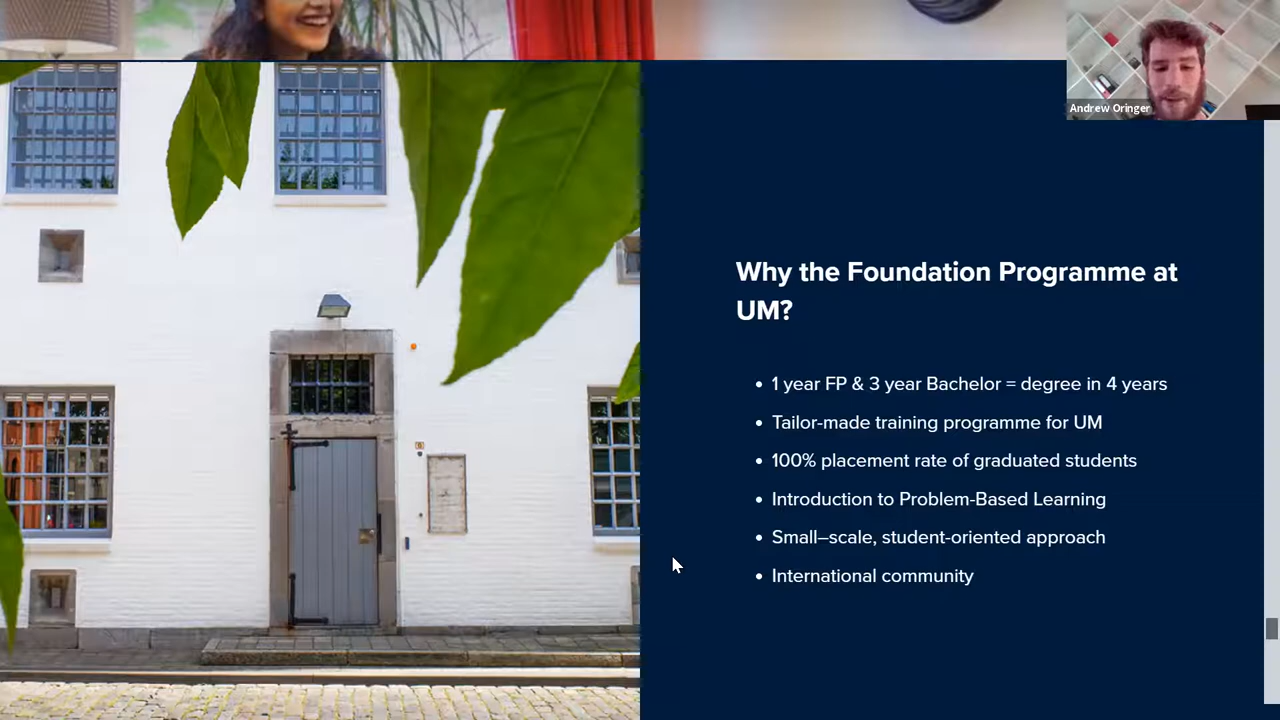 Andrew Oringer
Why the Foundation Programme at
UM?
• 1 year FP & 3 year Bachelor = degree in 4 years
• Tailor-made training programme for UM
• 100% placement rate of graduated students
• Introduction to Problem-Based Learning
• Small–scale, student-oriented approach
• International community